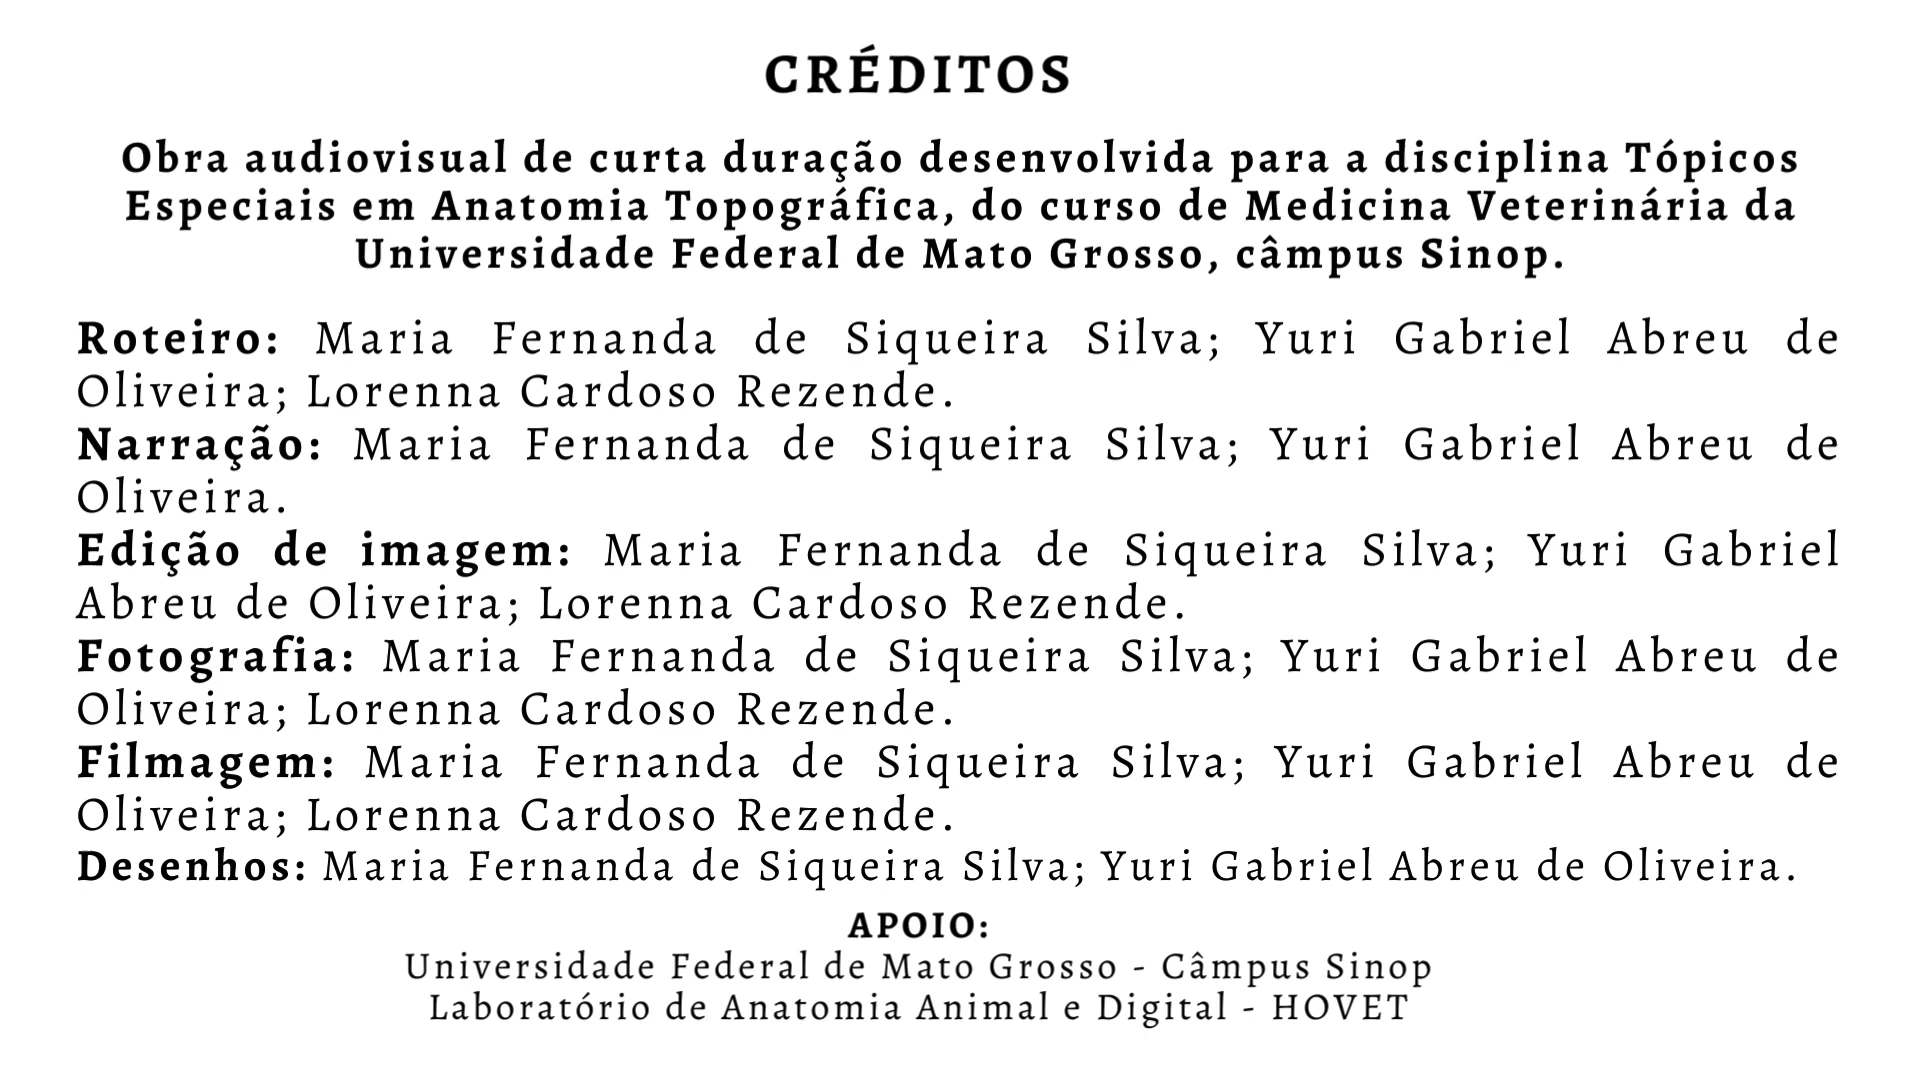 CRÉDITOS
Obra audiovisual de curta duração desenvolvida para a disciplina Tópicos
Especiais em Anatomia Topográfica, do curso de Medicina Veterinária da
Universidade Federal de Mato Grosso, câmpus Sinop.
Roteiro: Maria Fernanda de Siqueira Silva; Yuri Gabriel Abreu de
Oliveira; Lorenna Cardoso Rezende.
Narração: Maria Fernanda de Siqueira Silva; Yuri Gabriel Abreu de
Oliveira.
Edição de imagem: Maria Fernanda de Siqueira Silva; Yuri Gabriel
Abreu de Oliveira; Lorenna Cardoso Rezende.
Fotografia: Maria Fernanda de Siqueira Silva; Yuri Gabriel Abreu de
Oliveira; Lorenna Cardoso Rezende.
Filmagem: Maria Fernanda de Siqueira Silva; Yuri Gabriel Abreu de
Oliveira; Lorenna Cardoso Rezende.
Desenhos: Maria Fernanda de Siqueira Silva; Yuri Gabriel Abreu de Oliveira.
APOIO:
Universidade Federal de Mato Grosso - Câmpus Sinop
Laboratório de Anatomia Animal e Digital - HOVET